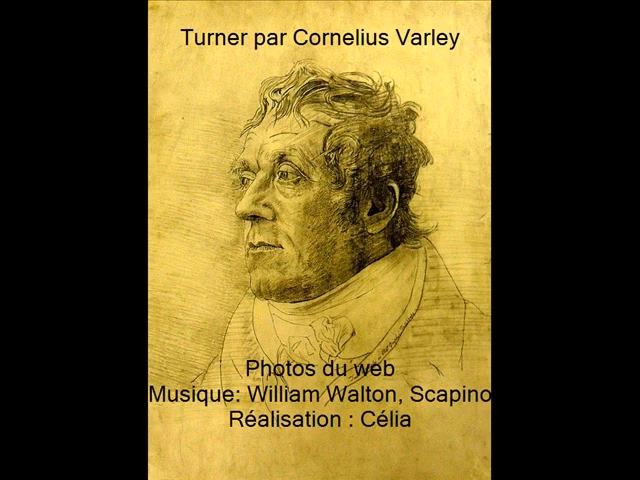 Turner par Cornelius Varley
Photos du web
Musique: William Walton, Scapino
Réalisation : Célia